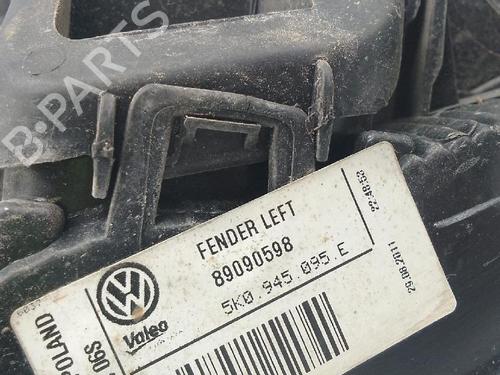 B-PARTS
FENDER LEFT
89090598
5K0.945.095.E
22.48.53
29.08.2011
Valeo
POLAND
06S